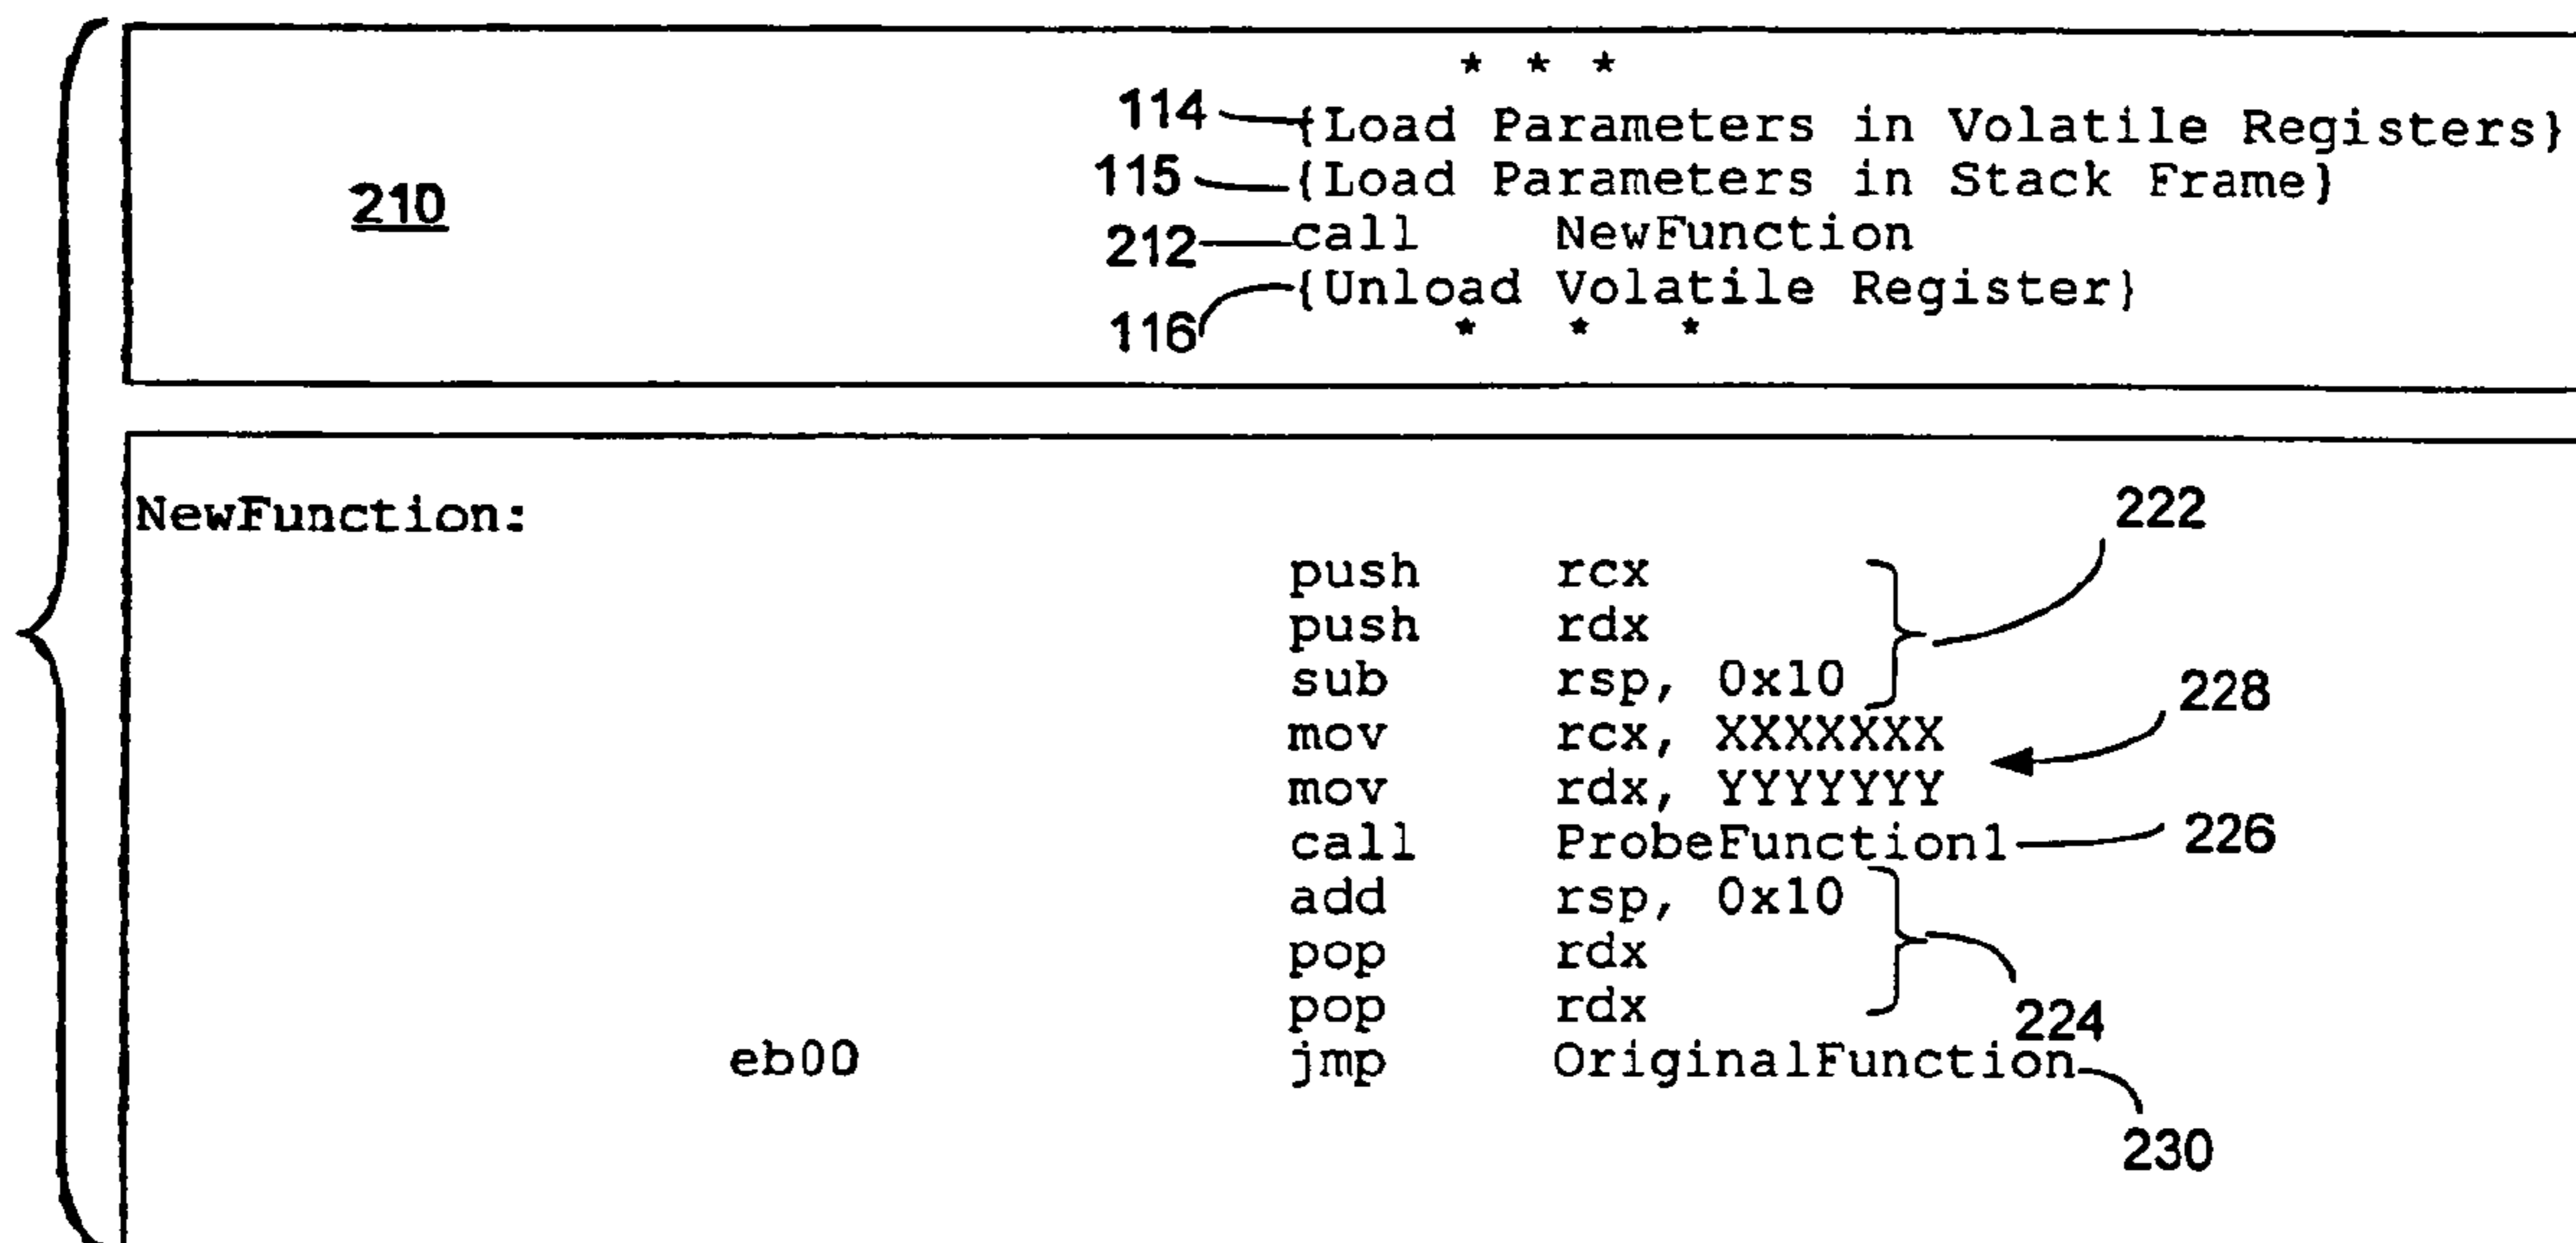 * * *
114 {Load Parameters in Volatile Registers}
115 {Load Parameters in Stack Frame}
210
212 call NewFunction
{Unload Volatile Register}
116 * * *
NewFunction:
222
push rcx
push rdx
sub rsp, 0x10
228
mov rcx, XXXXXXX
mov rdx, YYYYYYY
call ProbeFunction1 226
add rsp, 0x10
pop rdx
pop rdx
224
eb00 jmp OriginalFunction
230